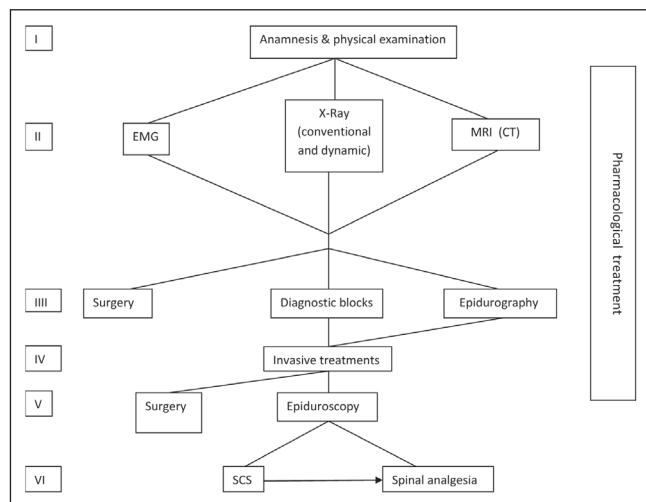 I
Anamnesis & physical examination
II
EMG
X-Ray
(conventional
and dynamic)
MRI (CT)
Pharmacological treatment
IIII
Surgery
Diagnostic blocks
Epidurography
IV
Invasive treatments
V
Surgery
Epiduroscopy
VI
SCS
Spinal analgesia